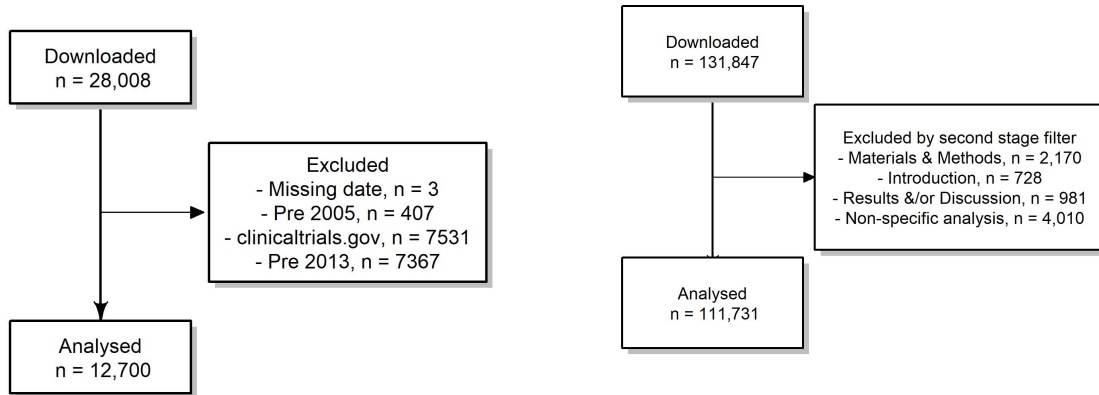 Downloaded
n = 28,008
Excluded
- Missing date, n = 3
- Pre 2005, n = 407
- clinicaltrials.gov, n = 7531
- Pre 2013, n = 7367
Analysed
n = 12,700
Downloaded
n = 131,847
Excluded by second stage filter
- Materials & Methods, n = 2,170
- Introduction, n = 728
- Results &/or Discussion, n = 981
- Non-specific analysis, n = 4,010
Analysed
n = 111,731